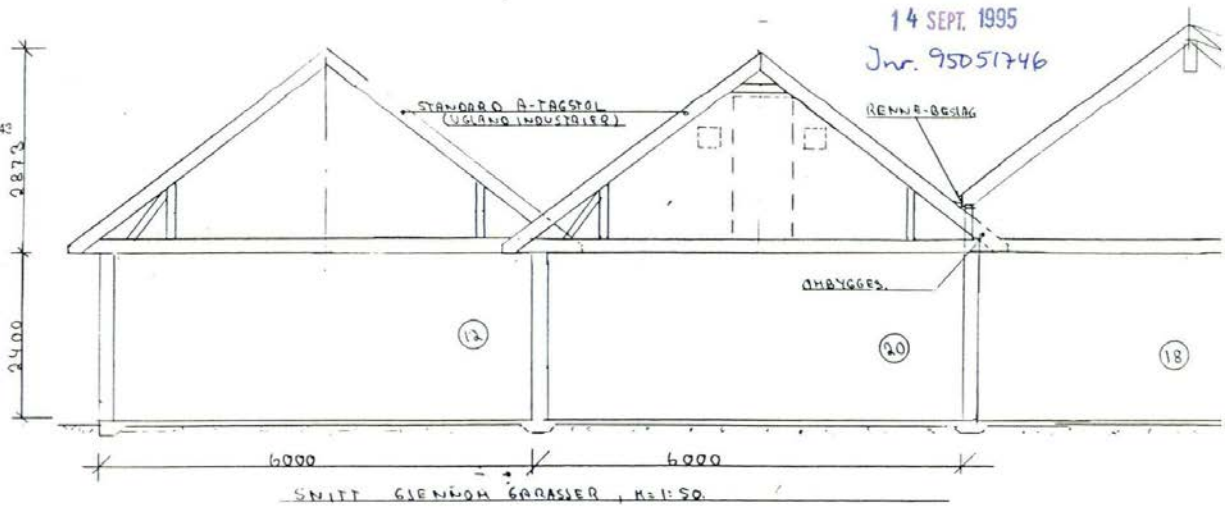 14 SEPT. 1995
Jnr. 95051746
STANDARD A-TAGSTOL
(UGLAND INDUSTRIER)
RENNE-BESLAG
2873
OMBYGGES.
2400
12
20
18
6000
6000
SNITT GJENNOM GARASJER, M=1:50.